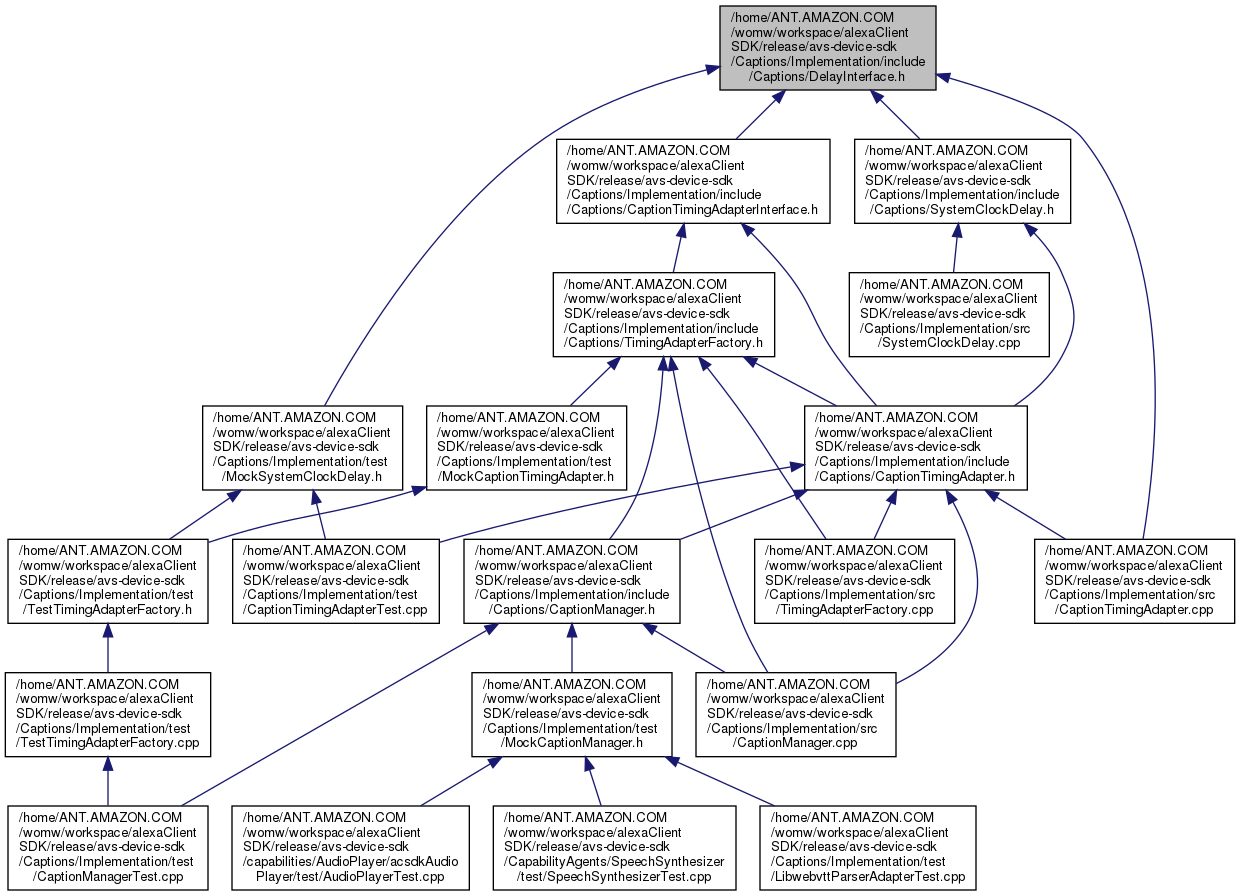 /home/ANT.AMAZON.COM
/womw/workspace/alexaClient
SDK/release/avs-device-sdk
/Captions/Implementation/include
/Captions/DelayInterface.h
/home/ANT.AMAZON.COM
/womw/workspace/alexaClient
SDK/release/avs-device-sdk
/Captions/Implementation/include
/Captions/CaptionTimingAdapterInterface.h
/home/ANT.AMAZON.COM
/womw/workspace/alexaClient
SDK/release/avs-device-sdk
/Captions/Implementation/include
/Captions/SystemClockDelay.h
/home/ANT.AMAZON.COM
/womw/workspace/alexaClient
SDK/release/avs-device-sdk
/Captions/Implementation/include
/Captions/TimingAdapterFactory.h
/home/ANT.AMAZON.COM
/womw/workspace/alexaClient
SDK/release/avs-device-sdk
/Captions/Implementation/src
/SystemClockDelay.cpp
/home/ANT.AMAZON.COM
/womw/workspace/alexaClient
SDK/release/avs-device-sdk
/Captions/Implementation/test
/MockSystemClockDelay.h
/home/ANT.AMAZON.COM
/womw/workspace/alexaClient
SDK/release/avs-device-sdk
/Captions/Implementation/test
/MockCaptionTimingAdapter.h
/home/ANT.AMAZON.COM
/womw/workspace/alexaClient
SDK/release/avs-device-sdk
/Captions/Implementation/include
/Captions/CaptionTimingAdapter.h
/home/ANT.AMAZON.COM
/womw/workspace/alexaClient
SDK/release/avs-device-sdk
/Captions/Implementation/test
/TestTimingAdapterFactory.h
/home/ANT.AMAZON.COM
/womw/workspace/alexaClient
SDK/release/avs-device-sdk
/Captions/Implementation/test
/CaptionTimingAdapterTest.cpp
/home/ANT.AMAZON.COM
/womw/workspace/alexaClient
SDK/release/avs-device-sdk
/Captions/Implementation/include
/Captions/CaptionManager.h
/home/ANT.AMAZON.COM
/womw/workspace/alexaClient
SDK/release/avs-device-sdk
/Captions/Implementation/src
/TimingAdapterFactory.cpp
/home/ANT.AMAZON.COM
/womw/workspace/alexaClient
SDK/release/avs-device-sdk
/Captions/Implementation/src
/CaptionTimingAdapter.cpp
/home/ANT.AMAZON.COM
/womw/workspace/alexaClient
SDK/release/avs-device-sdk
/Captions/Implementation/test
/TestTimingAdapterFactory.cpp
/home/ANT.AMAZON.COM
/womw/workspace/alexaClient
SDK/release/avs-device-sdk
/Captions/Implementation/test
/MockCaptionManager.h
/home/ANT.AMAZON.COM
/womw/workspace/alexaClient
SDK/release/avs-device-sdk
/Captions/Implementation/src
/CaptionManager.cpp
/home/ANT.AMAZON.COM
/womw/workspace/alexaClient
SDK/release/avs-device-sdk
/Captions/Implementation/test
/CaptionManagerTest.cpp
/home/ANT.AMAZON.COM
/womw/workspace/alexaClient
SDK/release/avs-device-sdk
/capabilities/AudioPlayer/acsdkAudio
Player/test/AudioPlayerTest.cpp
/home/ANT.AMAZON.COM
/womw/workspace/alexaClient
SDK/release/avs-device-sdk
/CapabilityAgents/SpeechSynthesizer
/test/SpeechSynthesizerTest.cpp
/home/ANT.AMAZON.COM
/womw/workspace/alexaClient
SDK/release/avs-device-sdk
/Captions/Implementation/test
/LibwebvttParserAdapterTest.cpp